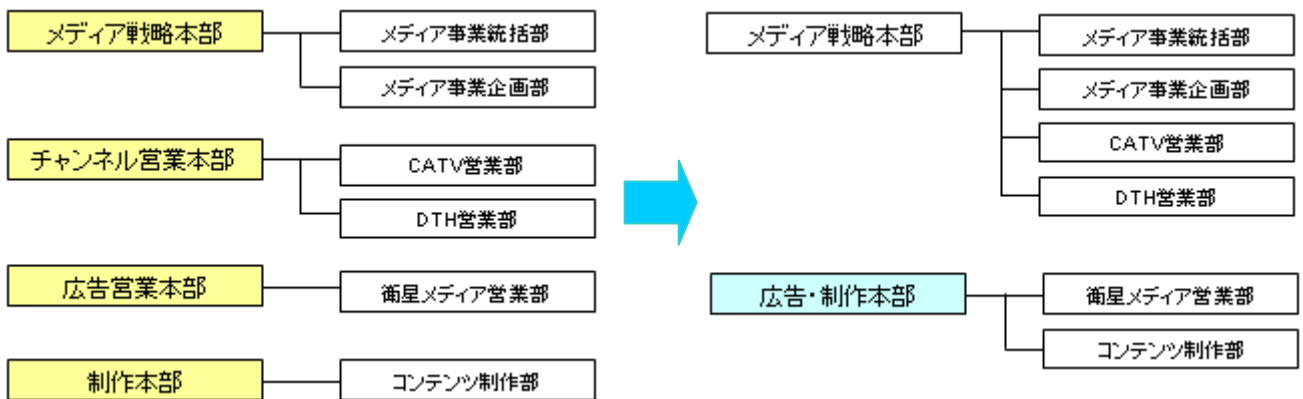 メディア戦略本部
メディア事業統括部
メディア事業企画部
チャンネル営業本部
CATV営業部
DTH営業部
広告営業本部
衛星メディア営業部
制作本部
コンテンツ制作部
メディア戦略本部
メディア事業統括部
メディア事業企画部
CATV営業部
DTH営業部
広告・制作本部
衛星メディア営業部
コンテンツ制作部